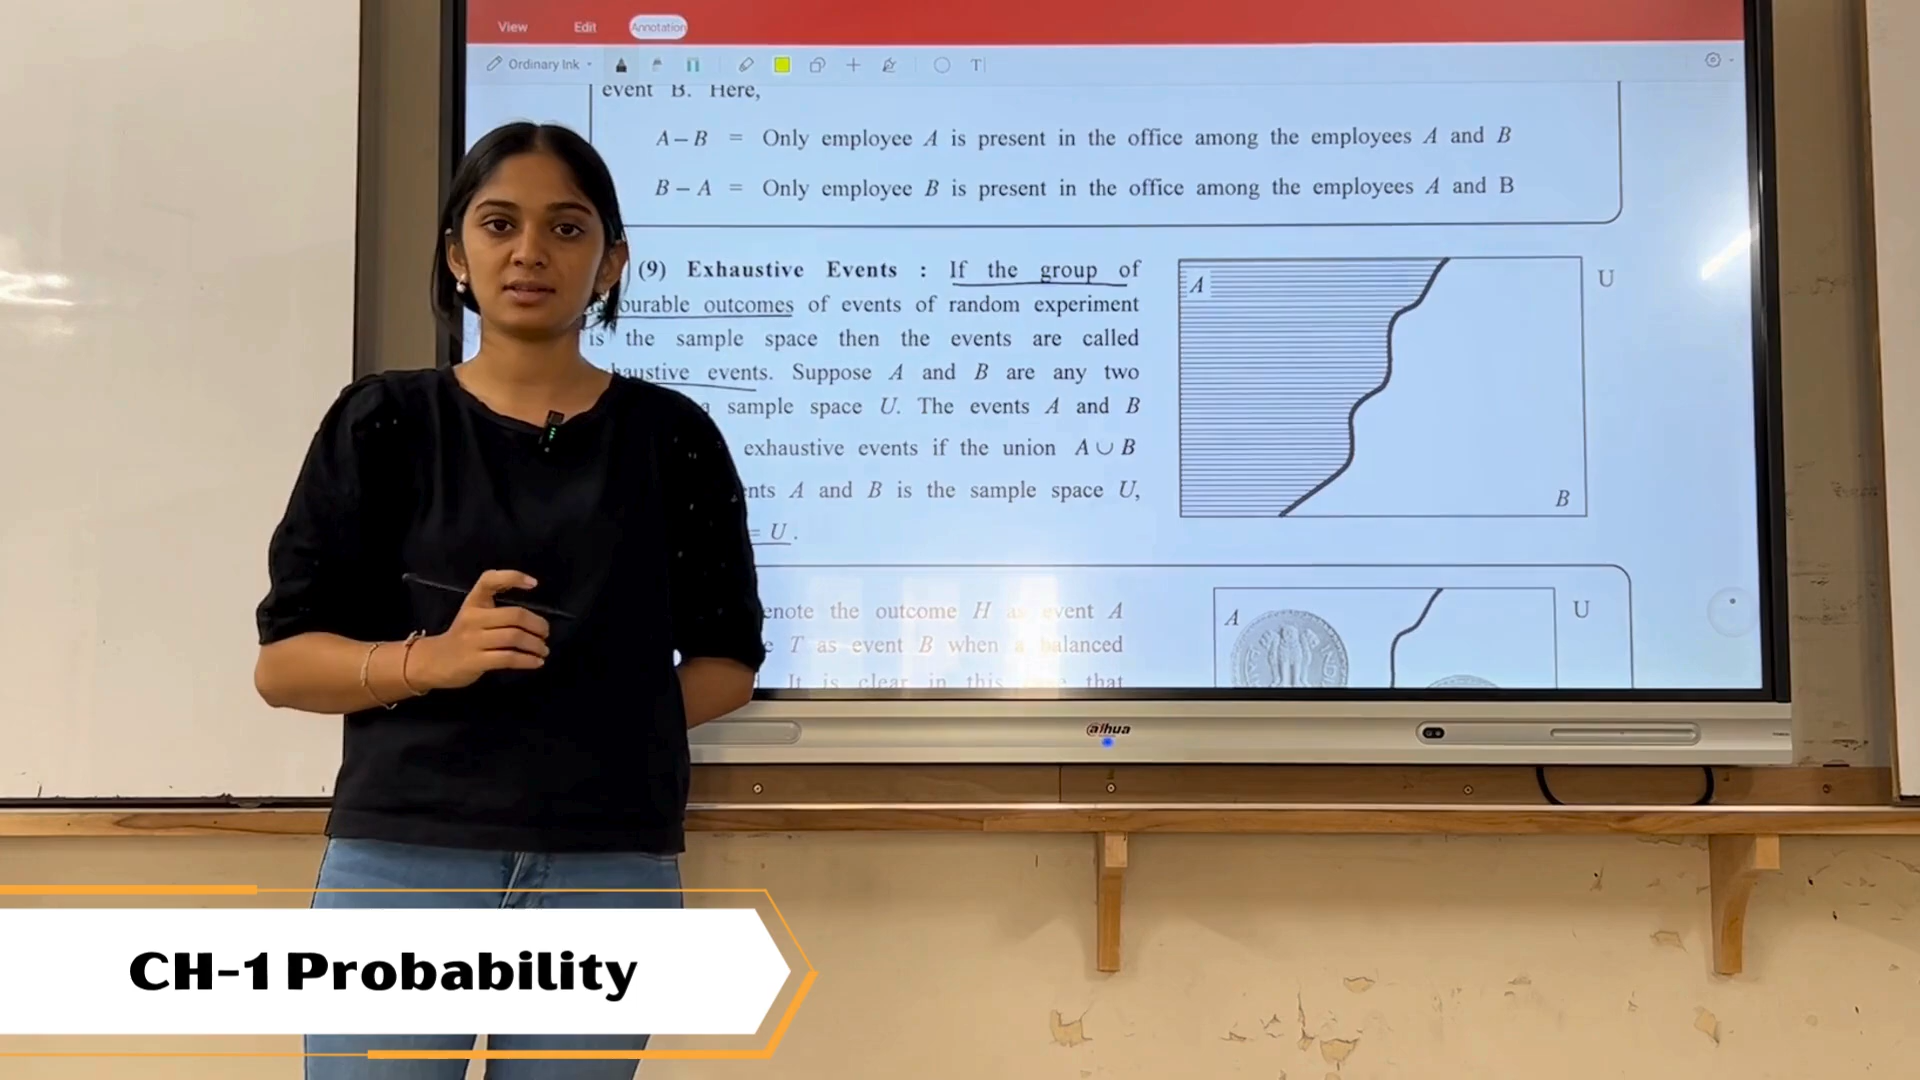 View Edit Annotation
Ordinary Ink T
event B. Here,
A – B = Only employee A is present in the office among the employees A and B
B – A = Only employee B is present in the office among the employees A and B
(9) Exhaustive Events : If the group of
ourable outcomes of events of random experiment
is the sample space then the events are called
haustive events. Suppose A and B are any two
sample space U. The events A and B
exhaustive events if the union A ∪ B
nts A and B is the sample space U,
= U.
A
U
B
enote the outcome H as event A
e T as event B when a balanced
It is clear in this that
A
U
alhua
CH-1 Probability